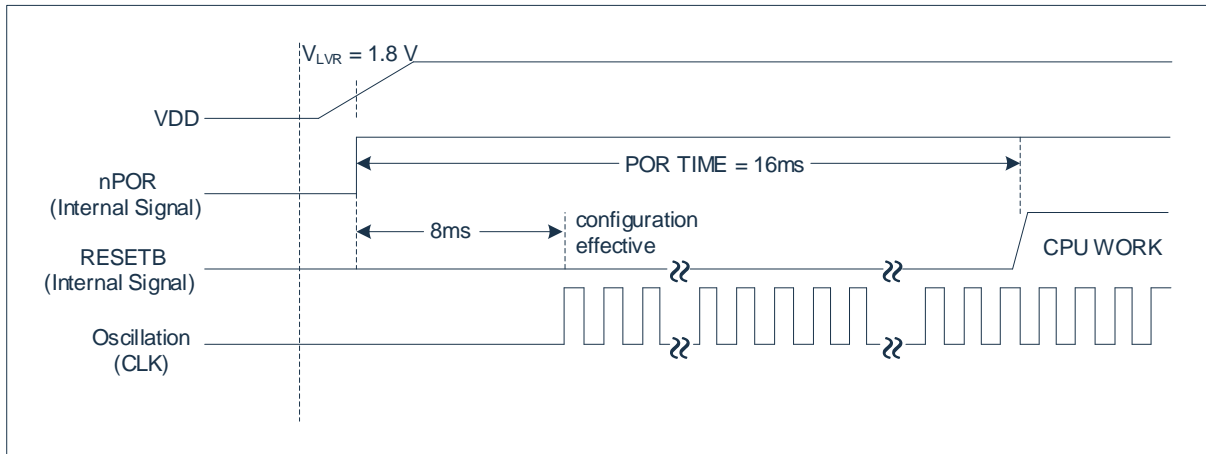 V_LVR = 1.8 V
VDD
POR TIME = 16ms
nPOR
(Internal Signal)
configuration
effective
8ms
RESETB
(Internal Signal)
CPU WORK
Oscillation
(CLK)